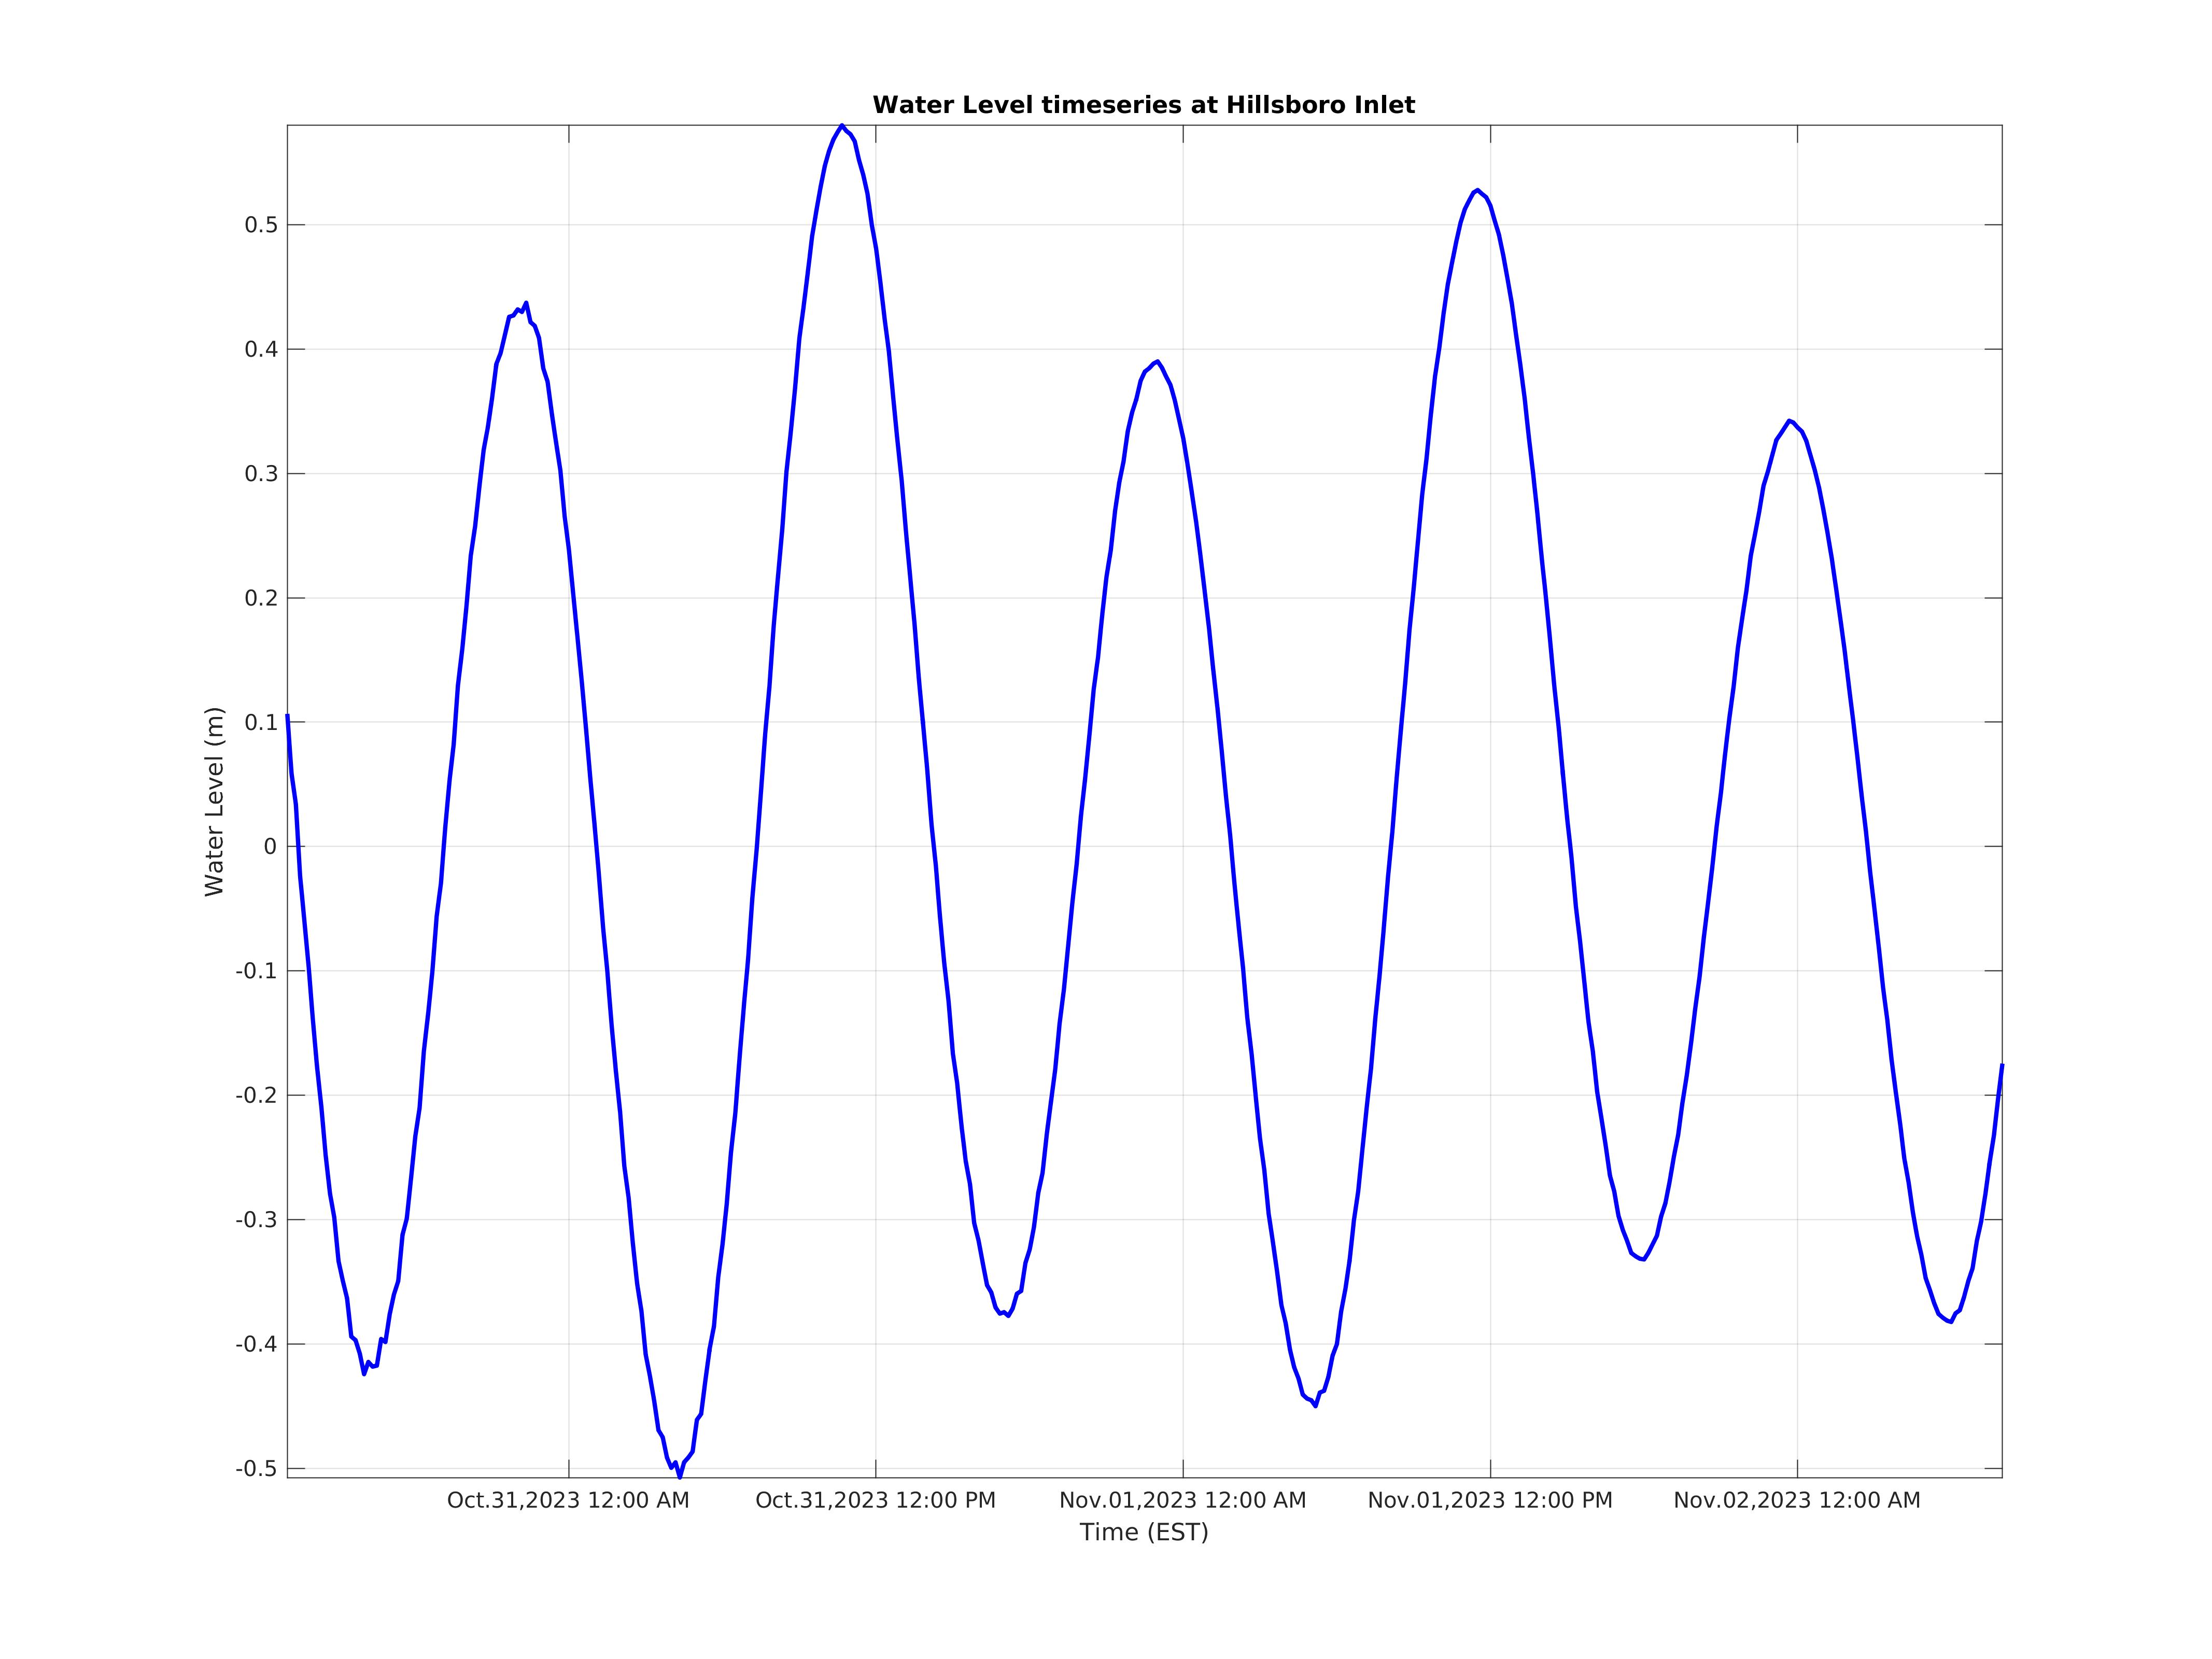 Water Level timeseries at Hillsboro Inlet
0.5
0.4
0.3
0.2
0.1
0
-0.1
-0.2
-0.3
-0.4
-0.5
Water Level (m)
Oct.31,2023 12:00 AM
Oct.31,2023 12:00 PM
Nov.01,2023 12:00 AM
Nov.01,2023 12:00 PM
Nov.02,2023 12:00 AM
Time (EST)